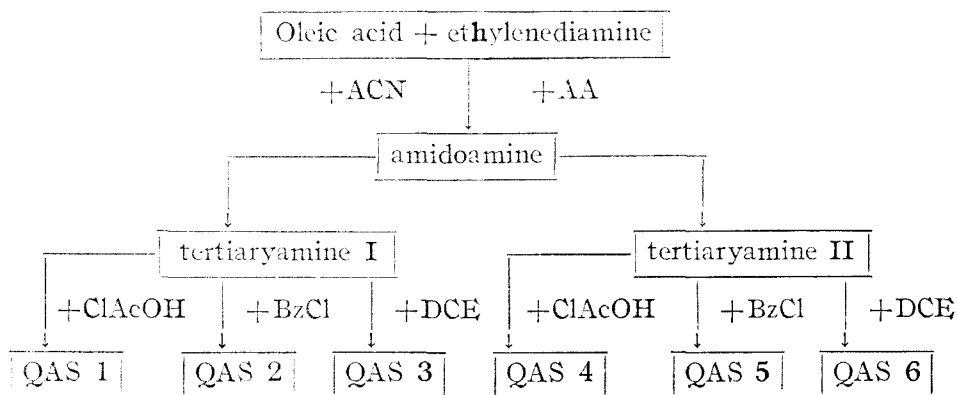 Oleic acid + ethylenediamine
+ACN +AA
amidoamine
tertiaryamine I tertiaryamine II
+ClAcOH +BzCl +DCE +ClAcOH +BzCl +DCE
QAS 1 QAS 2 QAS 3 QAS 4 QAS 5 QAS 6